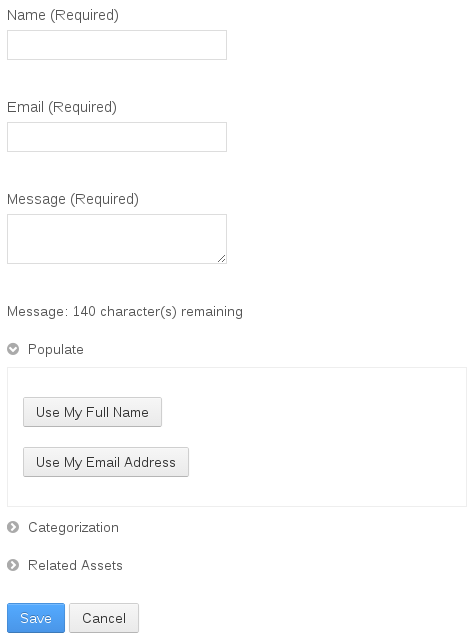 Name (Required)
Email (Required)
Message (Required)
Message: 140 character(s) remaining
Populate
Use My Full Name
Use My Email Address
Categorization
Related Assets
Save Cancel